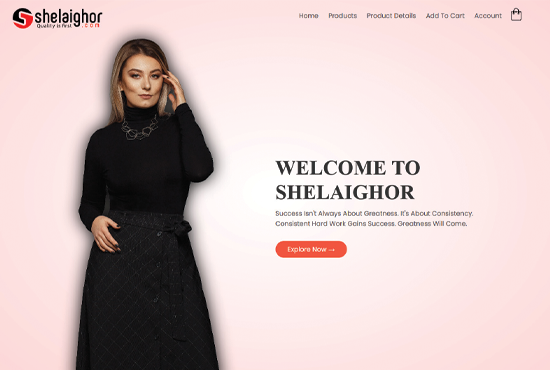 shelaighor
Quality is first .com
Home Products Product Details Add To Cart Account
WELCOME TO
SHELAIGHOR
Success Isn't Always About Greatness. It's About Consistency.
Consistent Hard Work Gains Success. Greatness Will Come.
Explore Now →